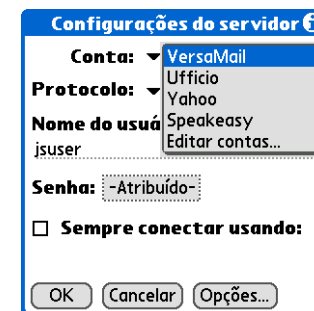 Configurações do servidor
Conta: VersaMail
Ufficio
Protocolo: Yahoo
Nome do usuá Speakeasy
Editar contas...
jsuser
Senha: -Atribuído-
Sempre conectar usando:
OK Cancelar Opções...